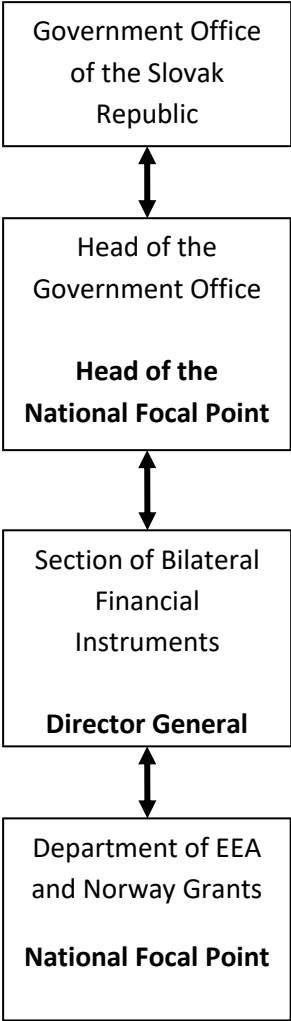 Government Office
of the Slovak
Republic
Head of the
Government Office
Head of the
National Focal Point
Section of Bilateral
Financial
Instruments
Director General
Department of EEA
and Norway Grants
National Focal Point